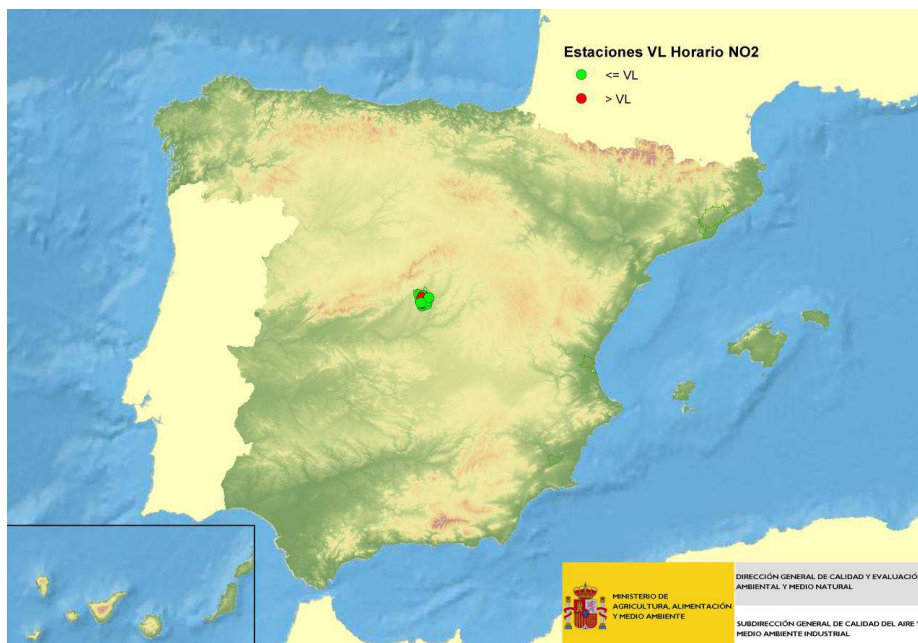 Estaciones VL Horario NO2
<= VL
> VL
MINISTERIO DE
AGRICULTURA, ALIMENTACIÓN
Y MEDIO AMBIENTE
DIRECCIÓN GENERAL DE CALIDAD Y EVALUACIÓ
AMBIENTAL Y MEDIO NATURAL
SUBDIRECCIÓN GENERAL DE CALIDAD DEL AIRE Y
MEDIO AMBIENTE INDUSTRIAL